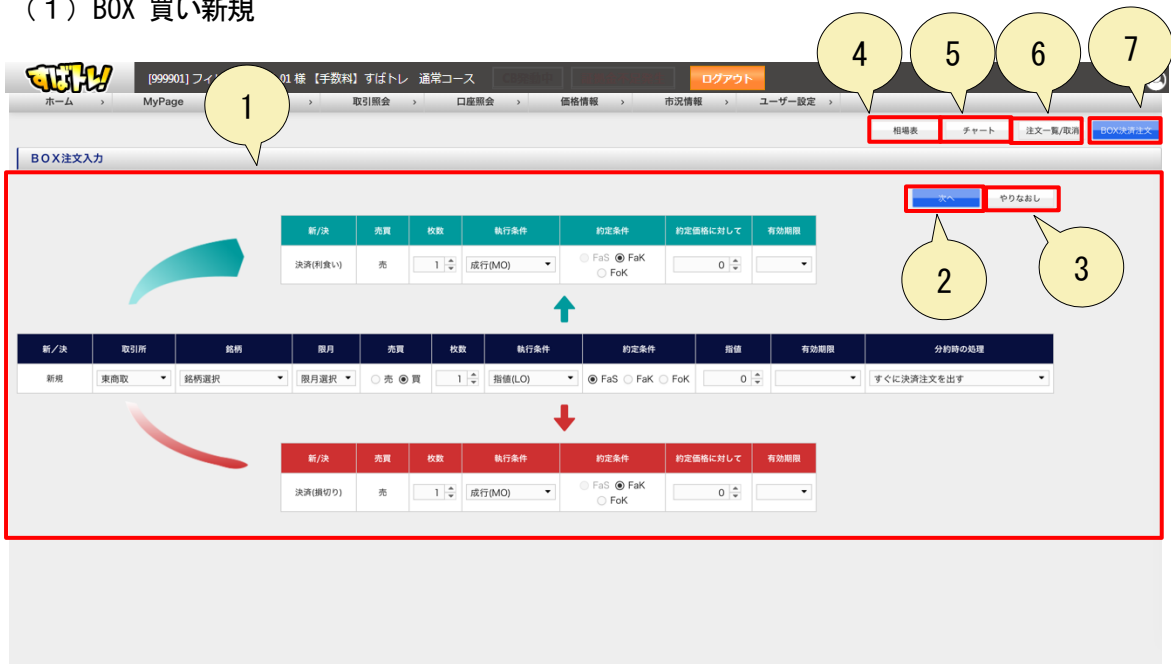 (1)BOX 買い新規
4 5 6 7
すばトレ!
[999901]フィ 01 様 【手数料】すばトレ 通常コース ログアウト
ホーム › MyPage › 取引照会 › 口座照会 › 価格情報 › 市況情報 › ユーザー設定 ›
1
相場表 チャート 注文一覧/取消 BOX決済注文
BOX注文入力
次へ やりなおし
新/決 売買 枚数 執行条件 約定条件 約定価格に対して 有効期限
決済(利食い) 売 1 成行(MO) FaS FaK FoK 0
2 3
新/決 取引所 銘柄 限月 売買 枚数 執行条件 約定条件 指値 有効期限 分約時の処理
新規 東商取 銘柄選択 限月選択 売 買 1 指値(LO) FaS FaK FoK 0 すぐに決済注文を出す
新/決 売買 枚数 執行条件 約定条件 約定価格に対して 有効期限
決済(損切り) 売 1 成行(MO) FaS FaK FoK 0